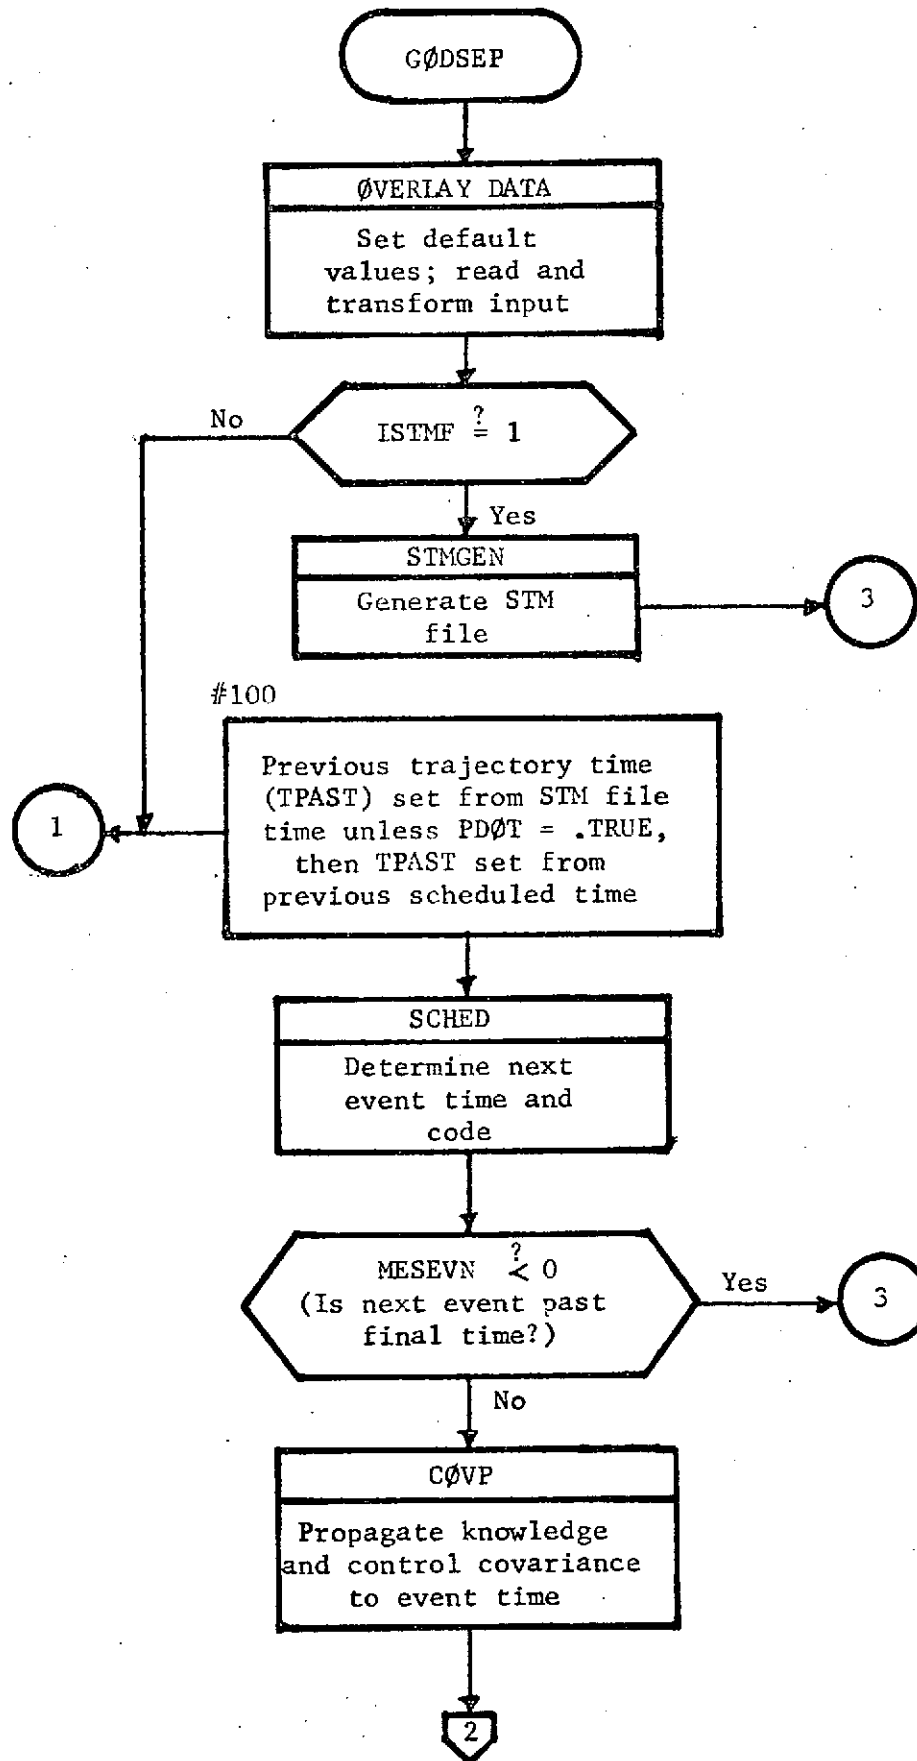 GØDSEP
ØVERLAY DATA
Set default
values; read and
transform input
No
ISTMF ?= 1
Yes
STMGEN
Generate STM
file
3
#100
Previous trajectory time
(TPAST) set from STM file
time unless PDØT = .TRUE,
then TPAST set from
previous scheduled time
1
SCHED
Determine next
event time and
code
MESEVN ?< 0
(Is next event past
final time?)
Yes
3
No
CØVP
Propagate knowledge
and control covariance
to event time
2